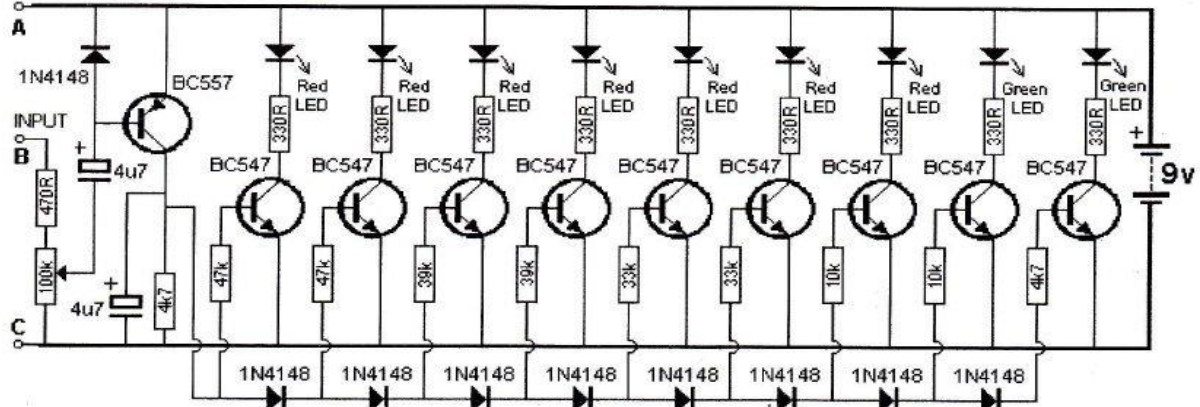 A
1N4148
BC557
Red LED
Red LED
Red LED
Red LED
Red LED
Red LED
Red LED
Green LED
Green LED
INPUT
B
330R
330R
330R
330R
330R
330R
330R
330R
330R
+
+
4u7
BC547
BC547
BC547
BC547
BC547
BC547
BC547
BC547
BC547
9v
470R
100k
+
4u7
4k7
47k
47k
39k
39k
33k
33k
10k
10k
4k7
C
1N4148
1N4148
1N4148
1N4148
1N4148
1N4148
1N4148
1N4148